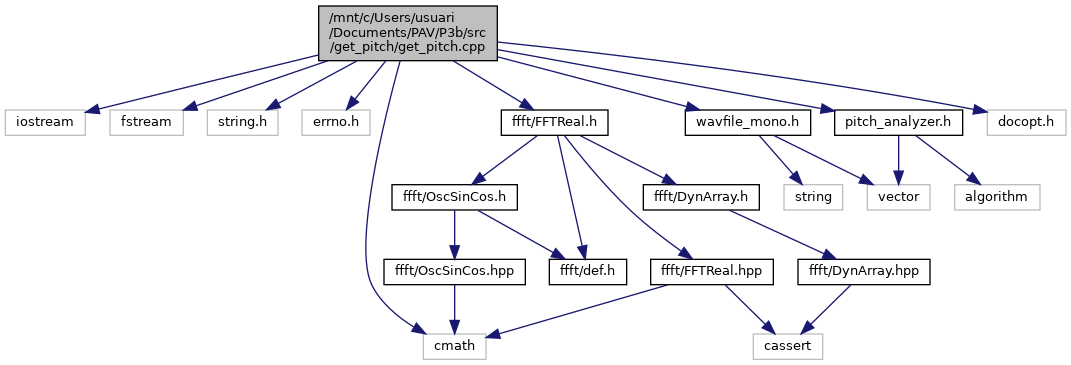 /mnt/c/Users/usuari
/Documents/PAV/P3b/src
/get_pitch/get_pitch.cpp
iostream
fstream
string.h
errno.h
ffft/FFTReal.h
wavfile_mono.h
pitch_analyzer.h
docopt.h
ffft/OscSinCos.h
ffft/DynArray.h
string
vector
algorithm
ffft/OscSinCos.hpp
ffft/def.h
ffft/FFTReal.hpp
ffft/DynArray.hpp
cmath
cassert